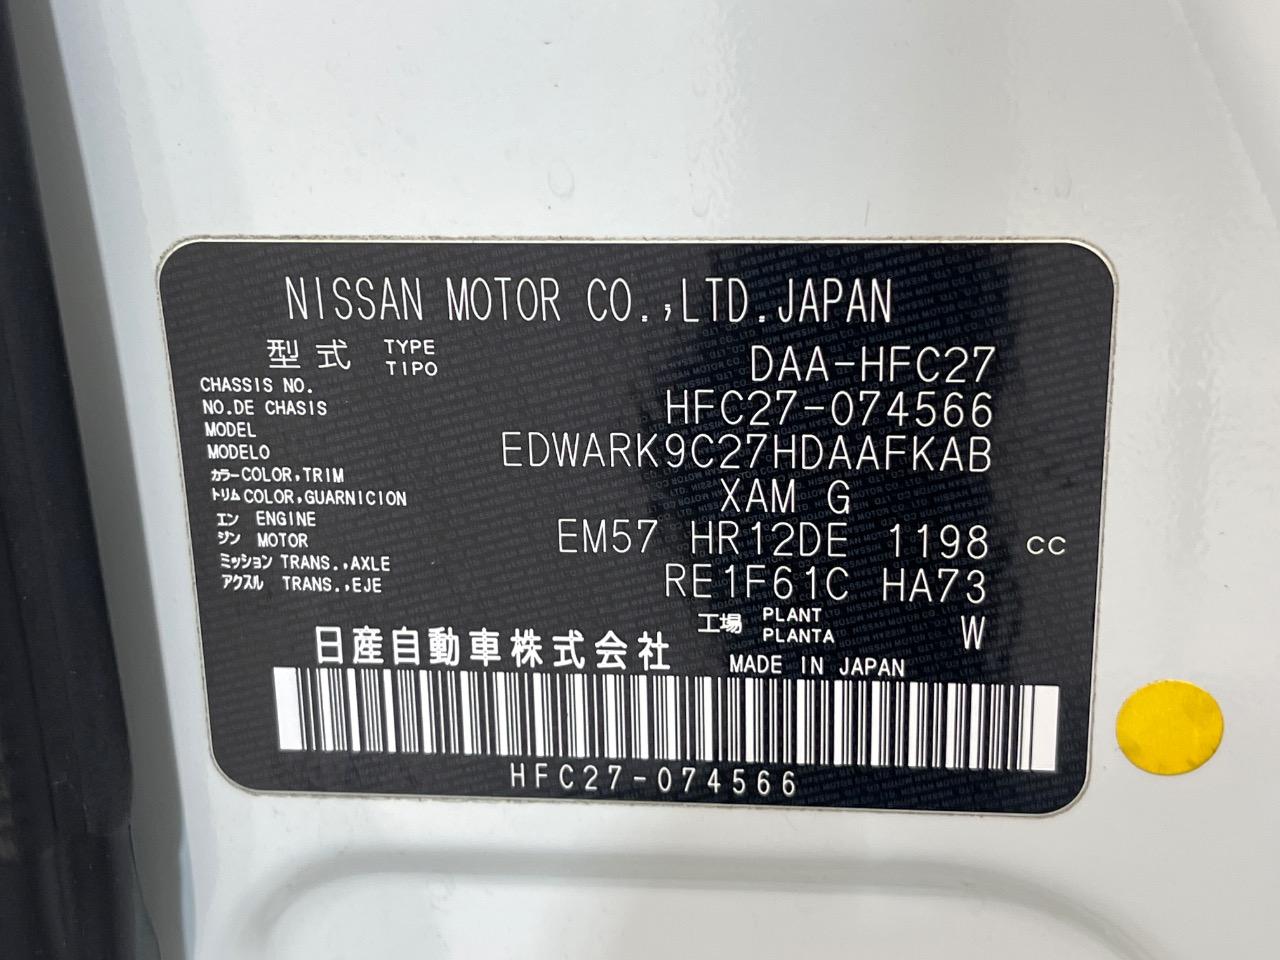 NISSAN MOTOR CO.,LTD.JAPAN
型式 TYPE TIPO DAA-HFC27
CHASSIS NO.
NO.DE CHASIS HFC27-074566
MODEL
MODELO EDWARK9C27HDAAFKAB
カラー COLOR,TRIM
トリム COLOR,GUARNICION XAM G
エン ENGINE
ジン MOTOR EM57 HR12DE 1198 CC
ミッション TRANS.,AXLE
アクスル TRANS.,EJE RE1F61C HA73
工場 PLANT PLANTA W
日産自動車株式会社 MADE IN JAPAN
HFC27-074566